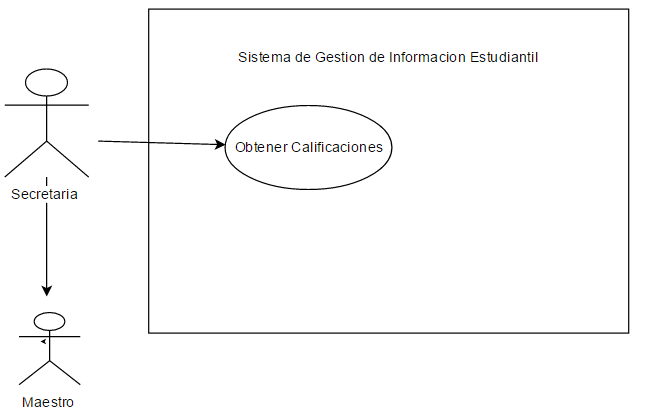 Sistema de Gestion de Informacion Estudiantil
Obtener Calificaciones
Secretaria
Maestro